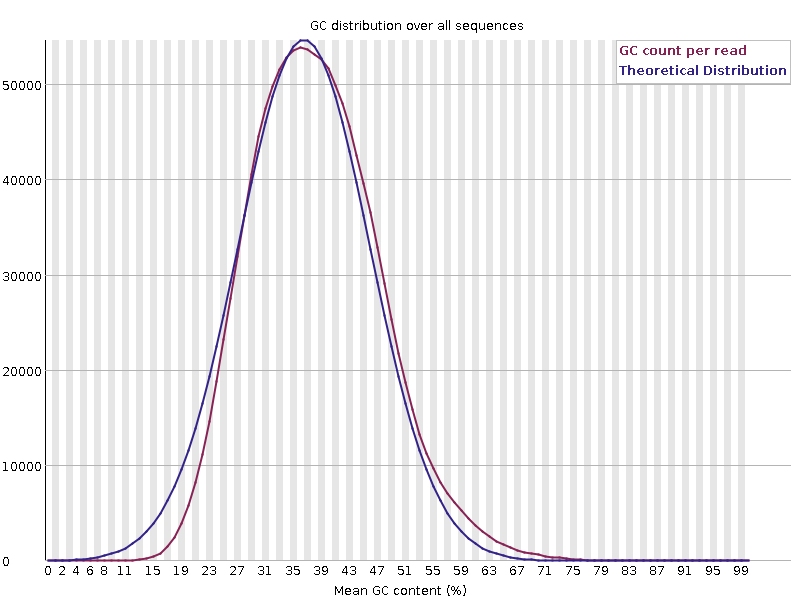 GC distribution over all sequences
GC count per read
Theoretical Distribution
50000
40000
30000
20000
10000
0
0 2 4 6 8 11 15 19 23 27 31 35 39 43 47 51 55 59 63 67 71 75 79 83 87 91 95 99
Mean GC content (%)